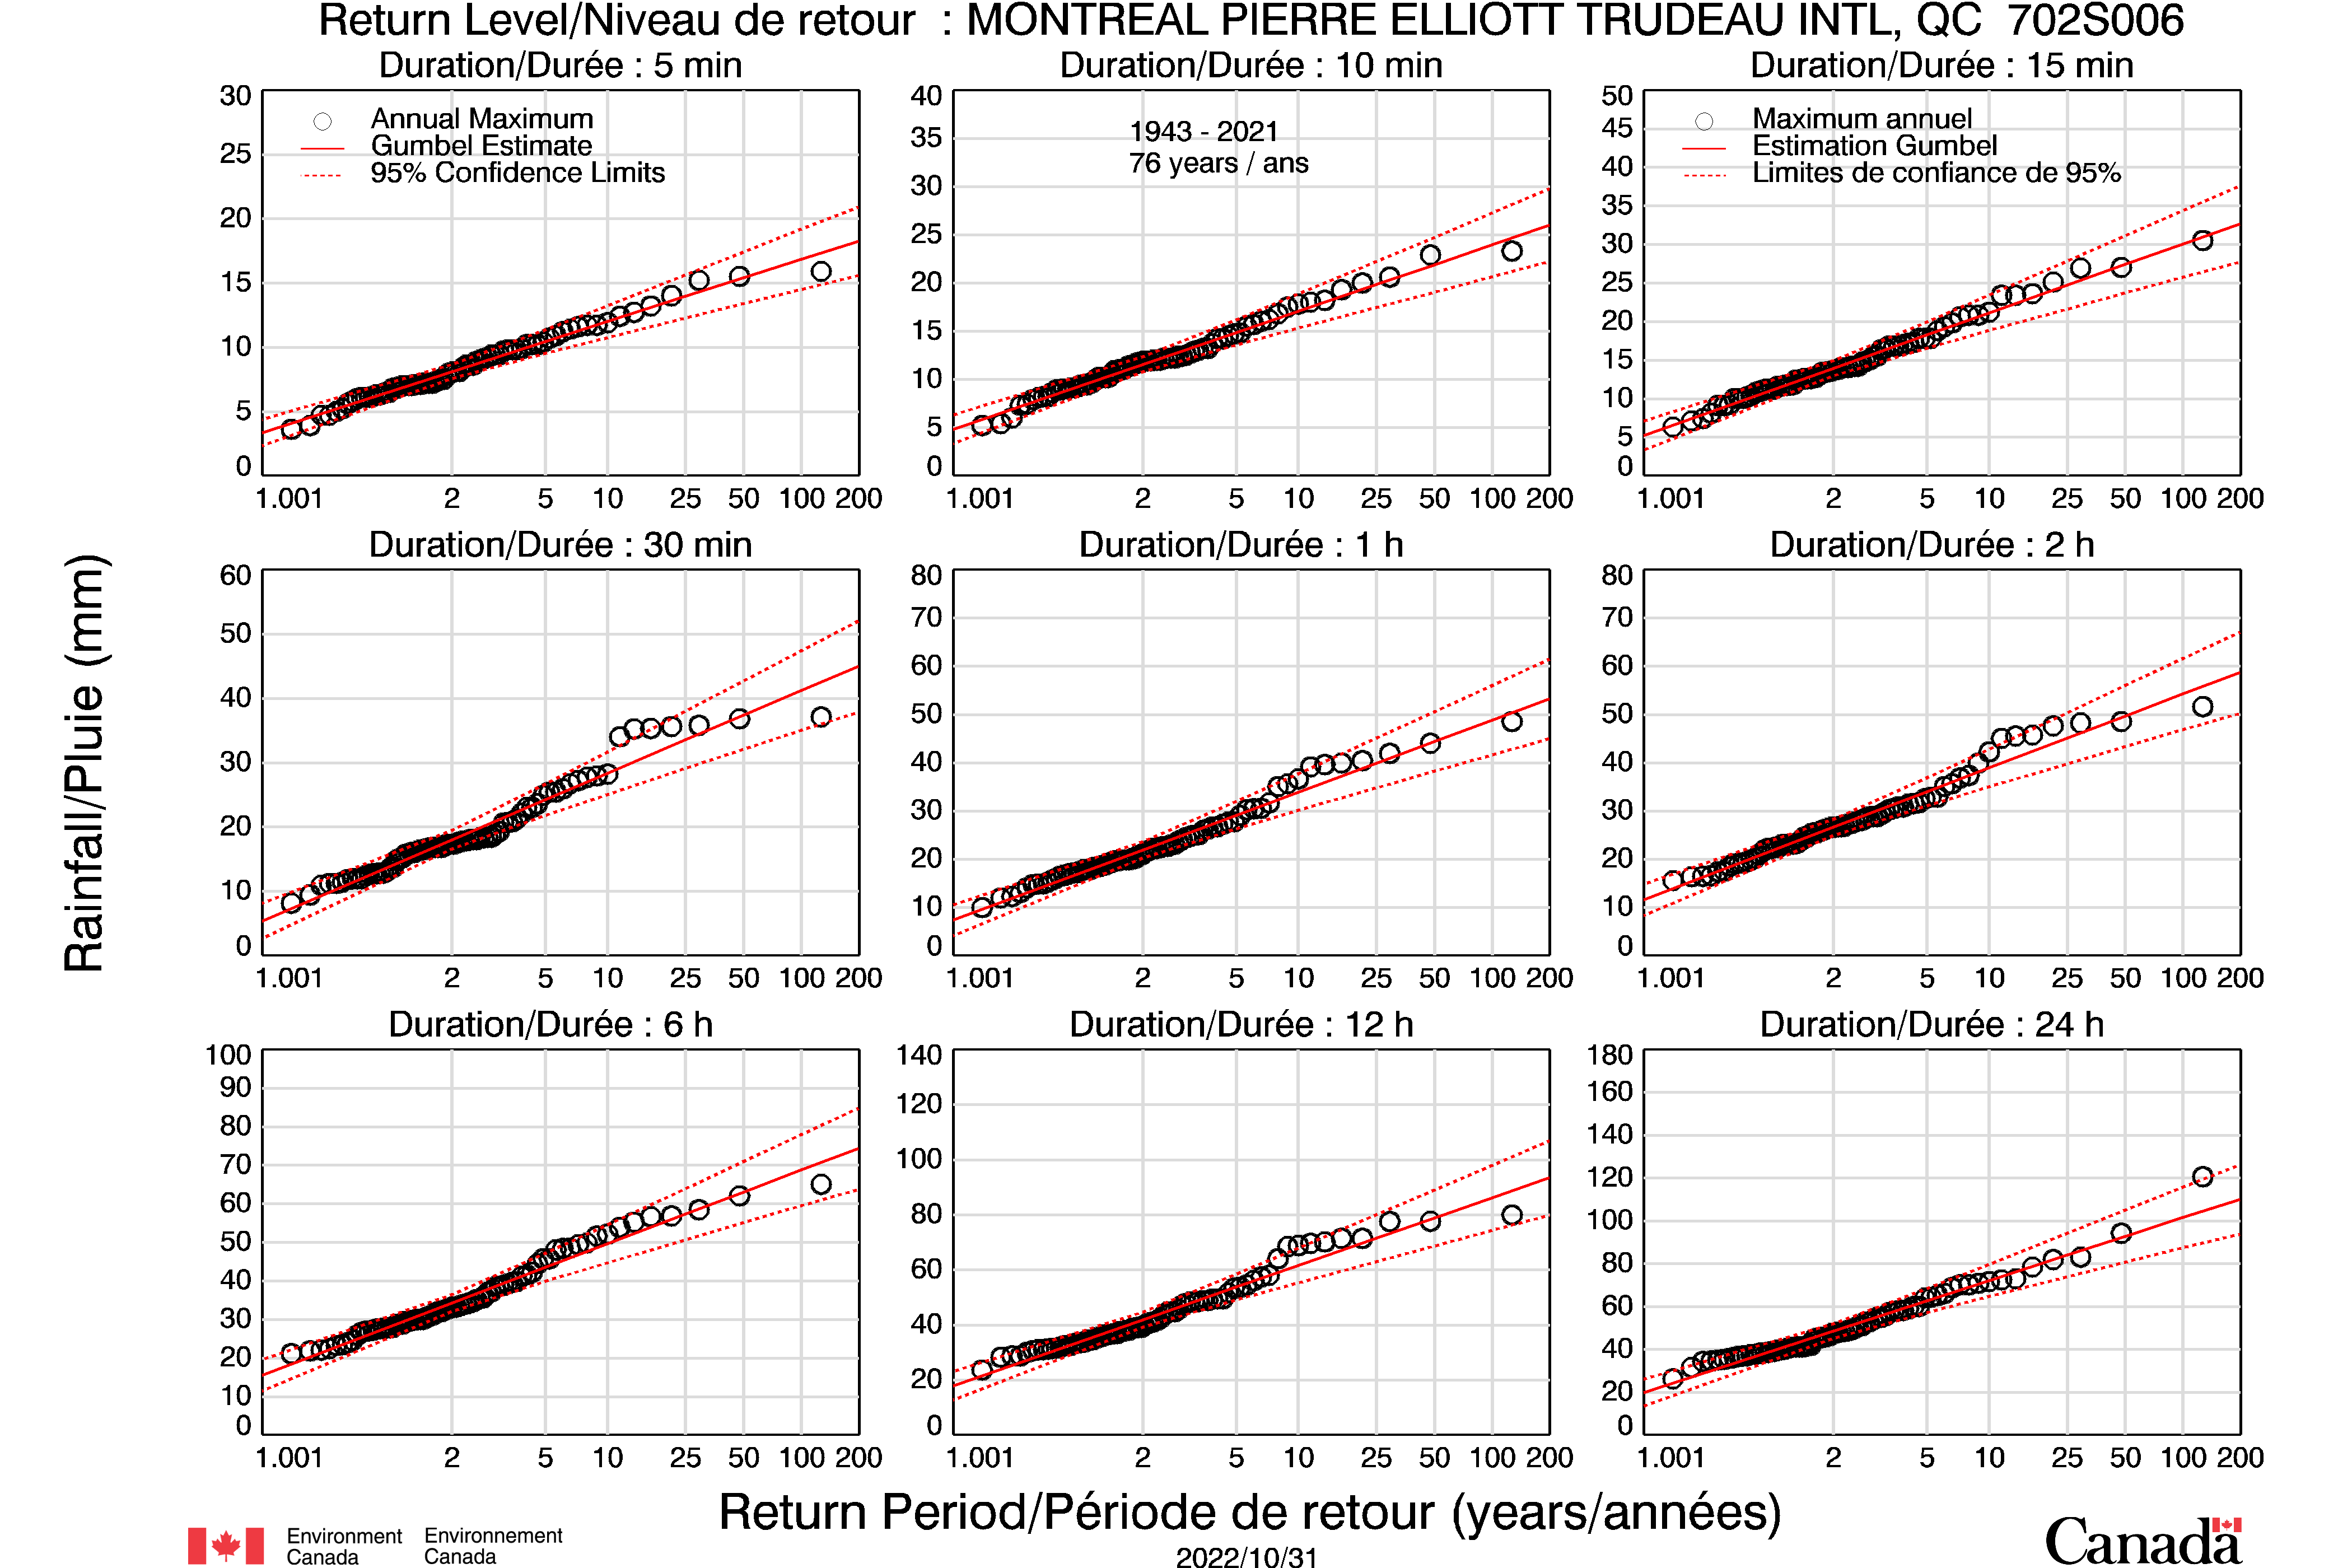 Return Level/Niveau de retour : MONTREAL PIERRE ELLIOTT TRUDEAU INTL, QC 702S006
Duration/Durée : 5 min
30
25
20
15
10
5
0
Annual Maximum
Gumbel Estimate
95% Confidence Limits
1.001 2 5 10 25 50 100 200
Duration/Durée : 10 min
40
35
30
25
20
15
10
5
0
1943 - 2021
76 years / ans
1.001 2 5 10 25 50 100 200
Duration/Durée : 15 min
50
45
40
35
30
25
20
15
10
5
0
Maximum annuel
Estimation Gumbel
Limites de confiance de 95%
1.001 2 5 10 25 50 100 200
Rainfall/Pluie (mm)
Duration/Durée : 30 min
60
50
40
30
20
10
0
1.001 2 5 10 25 50 100 200
Duration/Durée : 1 h
80
70
60
50
40
30
20
10
0
1.001 2 5 10 25 50 100 200
Duration/Durée : 2 h
80
70
60
50
40
30
20
10
0
1.001 2 5 10 25 50 100 200
Duration/Durée : 6 h
100
90
80
70
60
50
40
30
20
10
0
1.001 2 5 10 25 50 100 200
Duration/Durée : 12 h
140
120
100
80
60
40
20
0
1.001 2 5 10 25 50 100 200
Duration/Durée : 24 h
180
160
140
120
100
80
60
40
20
0
1.001 2 5 10 25 50 100 200
Return Period/Période de retour (years/années)
Environment Canada
Environnement Canada
2022/10/31
Canada